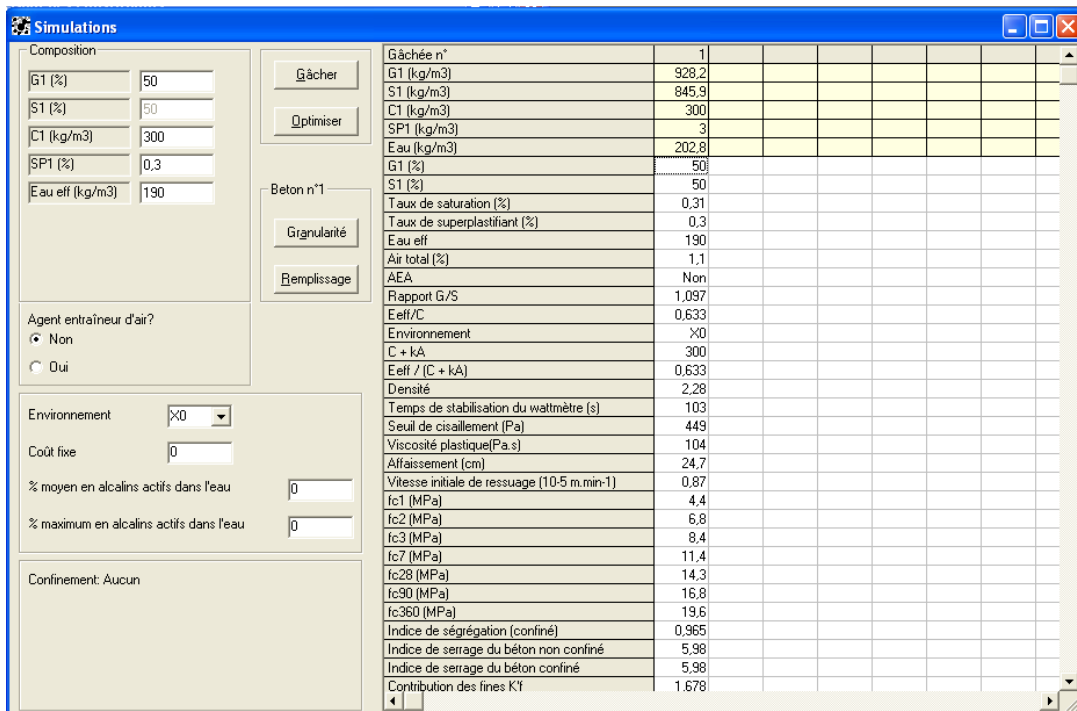 Simulations
Composition
G1 (%) 50
S1 (%) 50
C1 (kg/m3) 300
SP1 (%) 0,3
Eau eff (kg/m3) 190
Gâcher
Optimiser
Beton n°1
Granularité
Remplissage
Agent entraîneur d'air?
Non
Oui
Environnement X0
Coût fixe 0
% moyen en alcalins actifs dans l'eau 0
% maximum en alcalins actifs dans l'eau 0
Confinement: Aucun
Gâchée n° 1
G1 (kg/m3) 928,2
S1 (kg/m3) 845,9
C1 (kg/m3) 300
SP1 (kg/m3) 3
Eau (kg/m3) 202,8
G1 (%) 50
S1 (%) 50
Taux de saturation (%) 0,31
Taux de superplastifiant (%) 0,3
Eau eff 190
Air total (%) 1,1
AEA Non
Rapport G/S 1,097
Eeff/C 0,633
Environnement X0
C + kA 300
Eeff / (C + kA) 0,633
Densité 2,28
Temps de stabilisation du wattmètre (s) 103
Seuil de cisaillement (Pa) 449
Viscosité plastique(Pa.s) 104
Affaissement (cm) 24,7
Vitesse initiale de ressuage (10-5 m.min-1) 0,87
fc1 (MPa) 4,4
fc2 (MPa) 6,8
fc3 (MPa) 8,4
fc7 (MPa) 11,4
fc28 (MPa) 14,3
fc90 (MPa) 16,8
fc360 (MPa) 19,6
Indice de ségrégation (confiné) 0,965
Indice de serrage du béton non confiné 5,98
Indice de serrage du béton confiné 5,98
Contribution des fines K'f 1,678